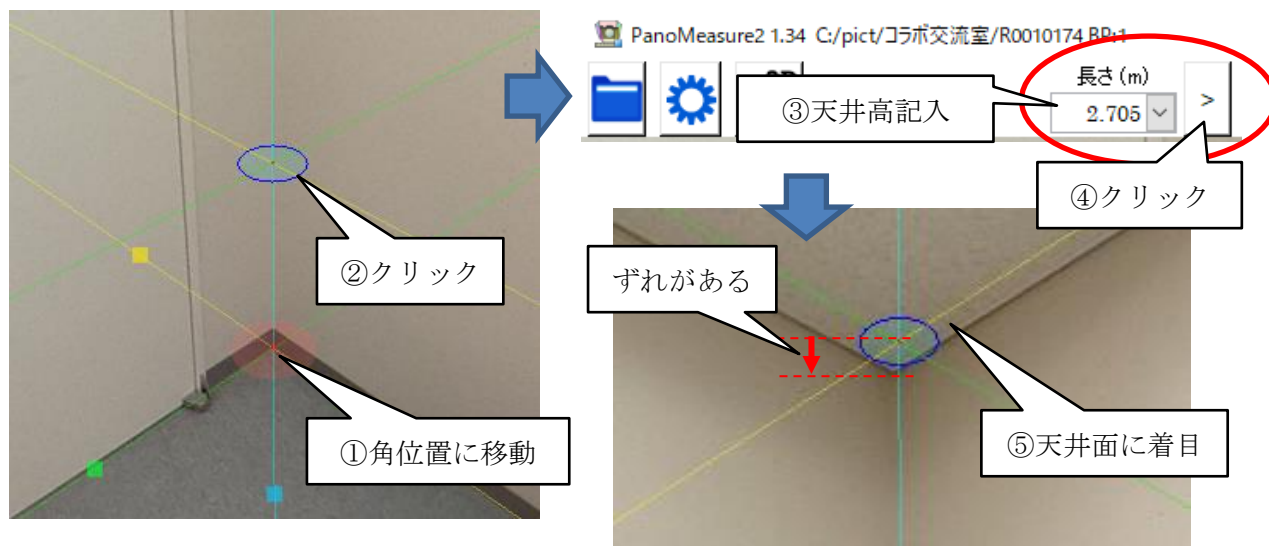 PanoMeasure2 1.34 C:/pict/コラボ交流室/R0010174 BP:1
長さ(m)
③天井高記入
2.705
>
④クリック
②クリック
ずれがある
①角位置に移動
⑤天井面に着目